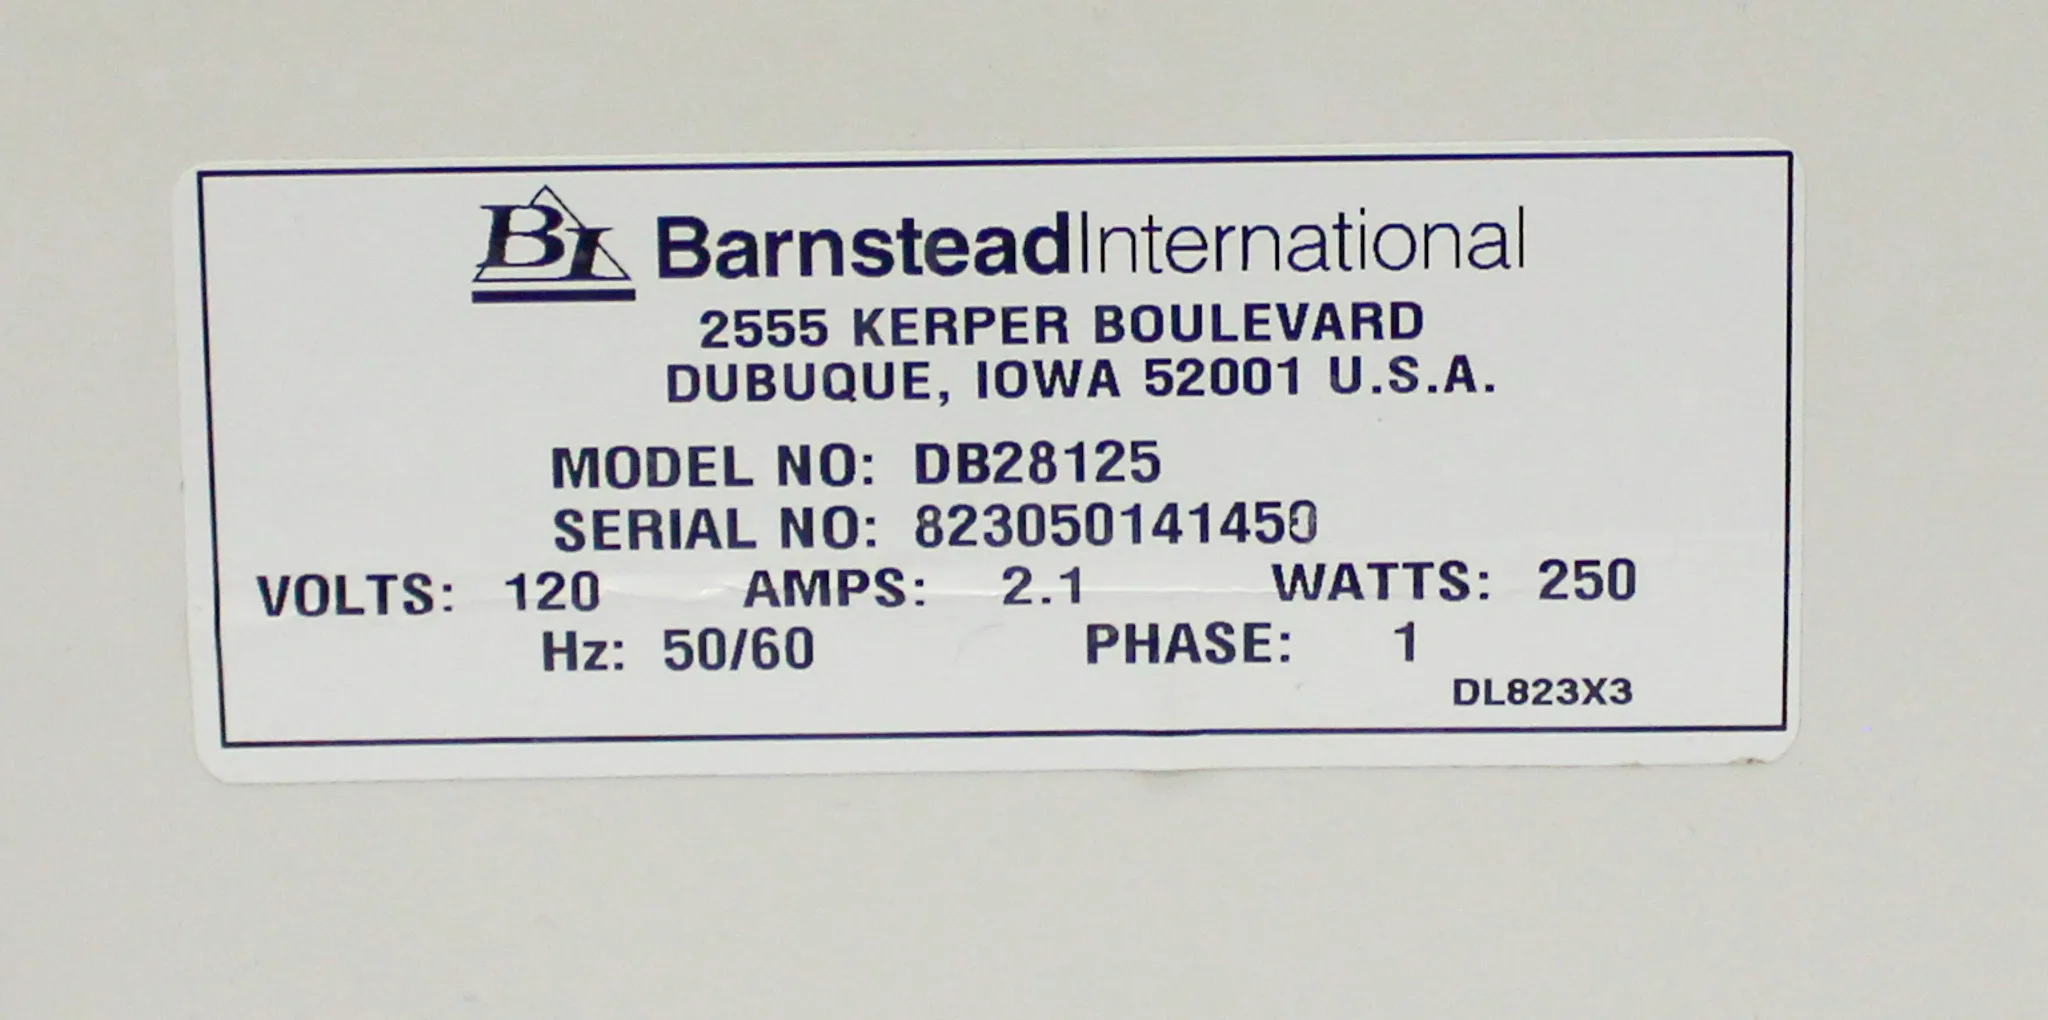 BI BarnsteadInternational
2555 KERPER BOULEVARD
DUBUQUE, IOWA 52001 U.S.A.
MODEL NO: DB28125
SERIAL NO: 823050141450
VOLTS: 120 AMPS: 2.1 WATTS: 250
Hz: 50/60 PHASE: 1
DL823X3